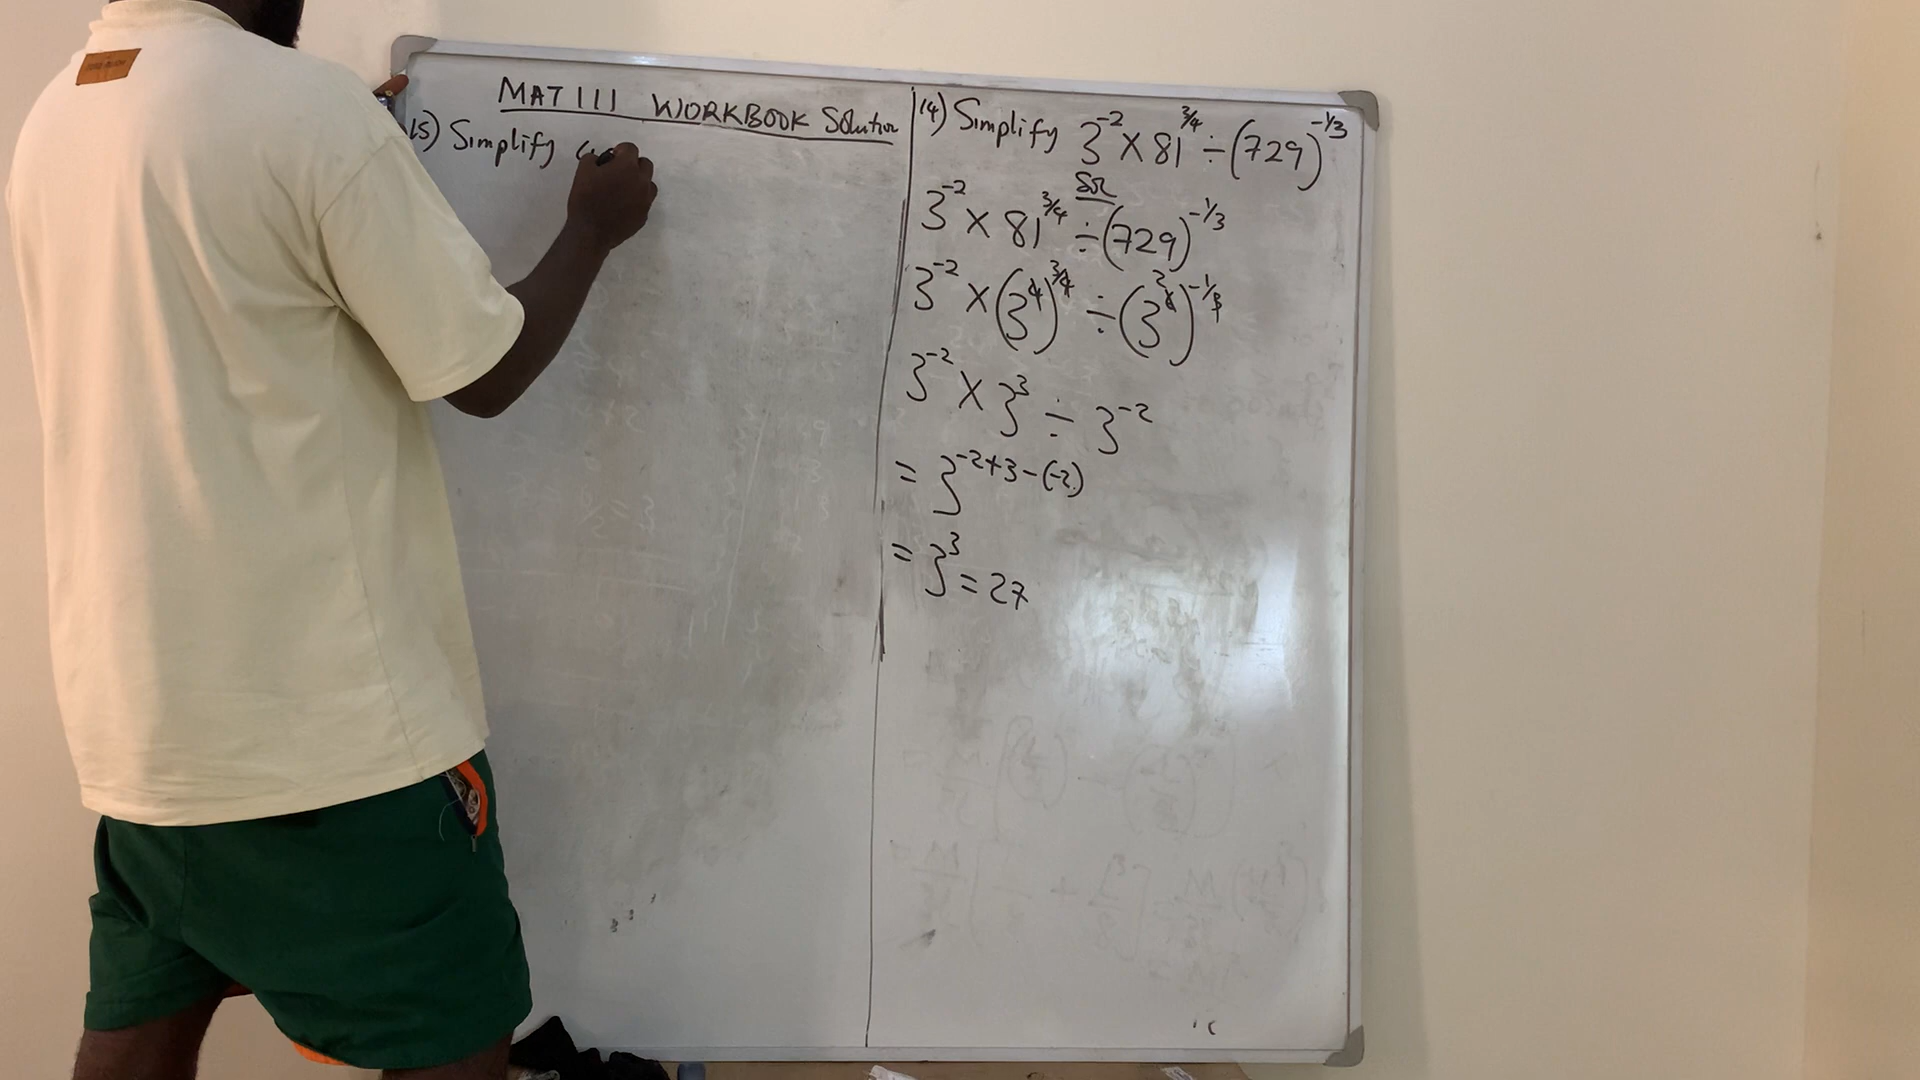 MAT 111 WORKBOOK Solution
15) Simplify
14) Simplify 3^-2 × 81^3/4 ÷ (729)^-1/3
Sol
3^-2 × 81^3/4 ÷ (729)^-1/3
3^-2 × (3^4)^3/4 ÷ (3^6)^-1/3
3^-2 × 3^3 ÷ 3^-2
= 3^-2+3-(-2)
= 3^3 = 27